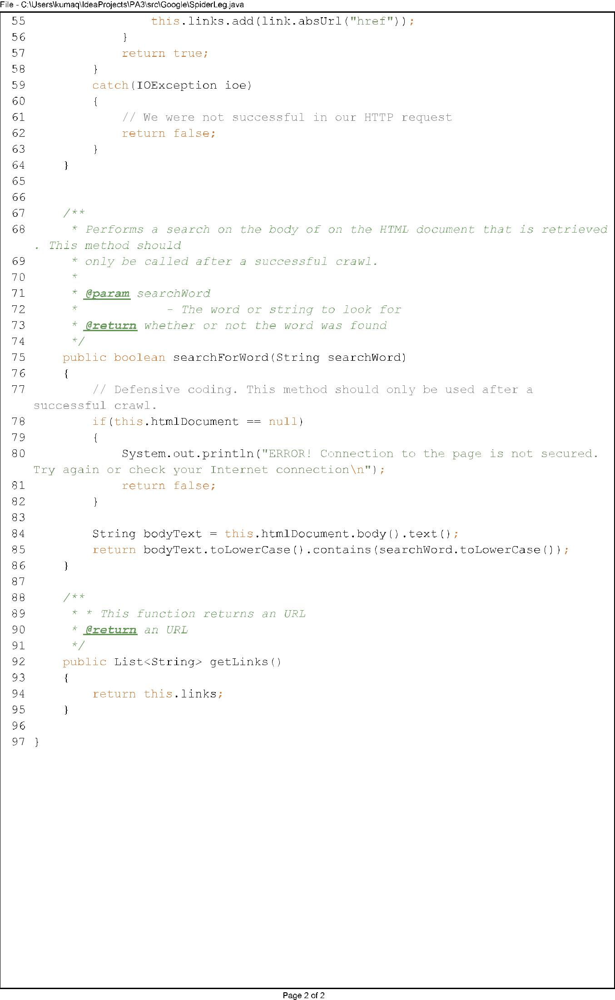 File - C:\Users\kumaq\IdeaProjects\PA3\src\Google\SpiderLeg.java
55                 this.links.add(link.absUrl("href"));
56             }
57             return true;
58         }
59         catch(IOException ioe)
60         {
61             // We were not successful in our HTTP request
62             return false;
63         }
64     }
65
66
67     /**
68      * Performs a search on the body of on the HTML document that is retrieved
. This method should
69      * only be called after a successful crawl.
70      *
71      * @param searchWord
72      *            - The word or string to look for
73      * @return whether or not the word was found
74      */
75     public boolean searchForWord(String searchWord)
76     {
77         // Defensive coding. This method should only be used after a
successful crawl.
78         if(this.htmlDocument == null)
79         {
80             System.out.println("ERROR! Connection to the page is not secured.
Try again or check your Internet connection\n");
81             return false;
82         }
83
84         String bodyText = this.htmlDocument.body().text();
85         return bodyText.toLowerCase().contains(searchWord.toLowerCase());
86     }
87
88     /**
89      * * This function returns an URL
90      * @return an URL
91      */
92     public List<String> getLinks()
93     {
94         return this.links;
95     }
96
97 }
Page 2 of 2